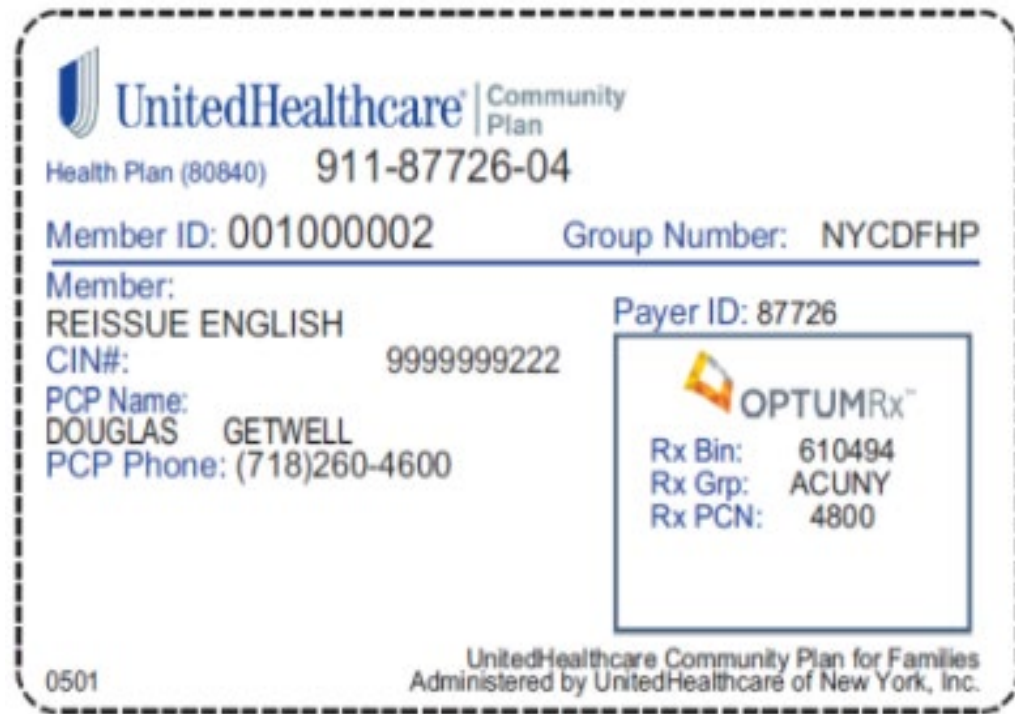 UnitedHealthcare® Community
Plan
Health Plan (80840) 911-87726-04
Member ID: 001000002 Group Number: NYCDFHP
Member:
REISSUE ENGLISH
Payer ID: 87726
CIN#: 9999999222
PCP Name:
DOUGLAS GETWELL
PCP Phone: (718)260-4600
OPTUMRx™
Rx Bin: 610494
Rx Grp: ACUNY
Rx PCN: 4800
0501
UnitedHealthcare Community Plan for Families
Administered by UnitedHealthcare of New York, Inc.